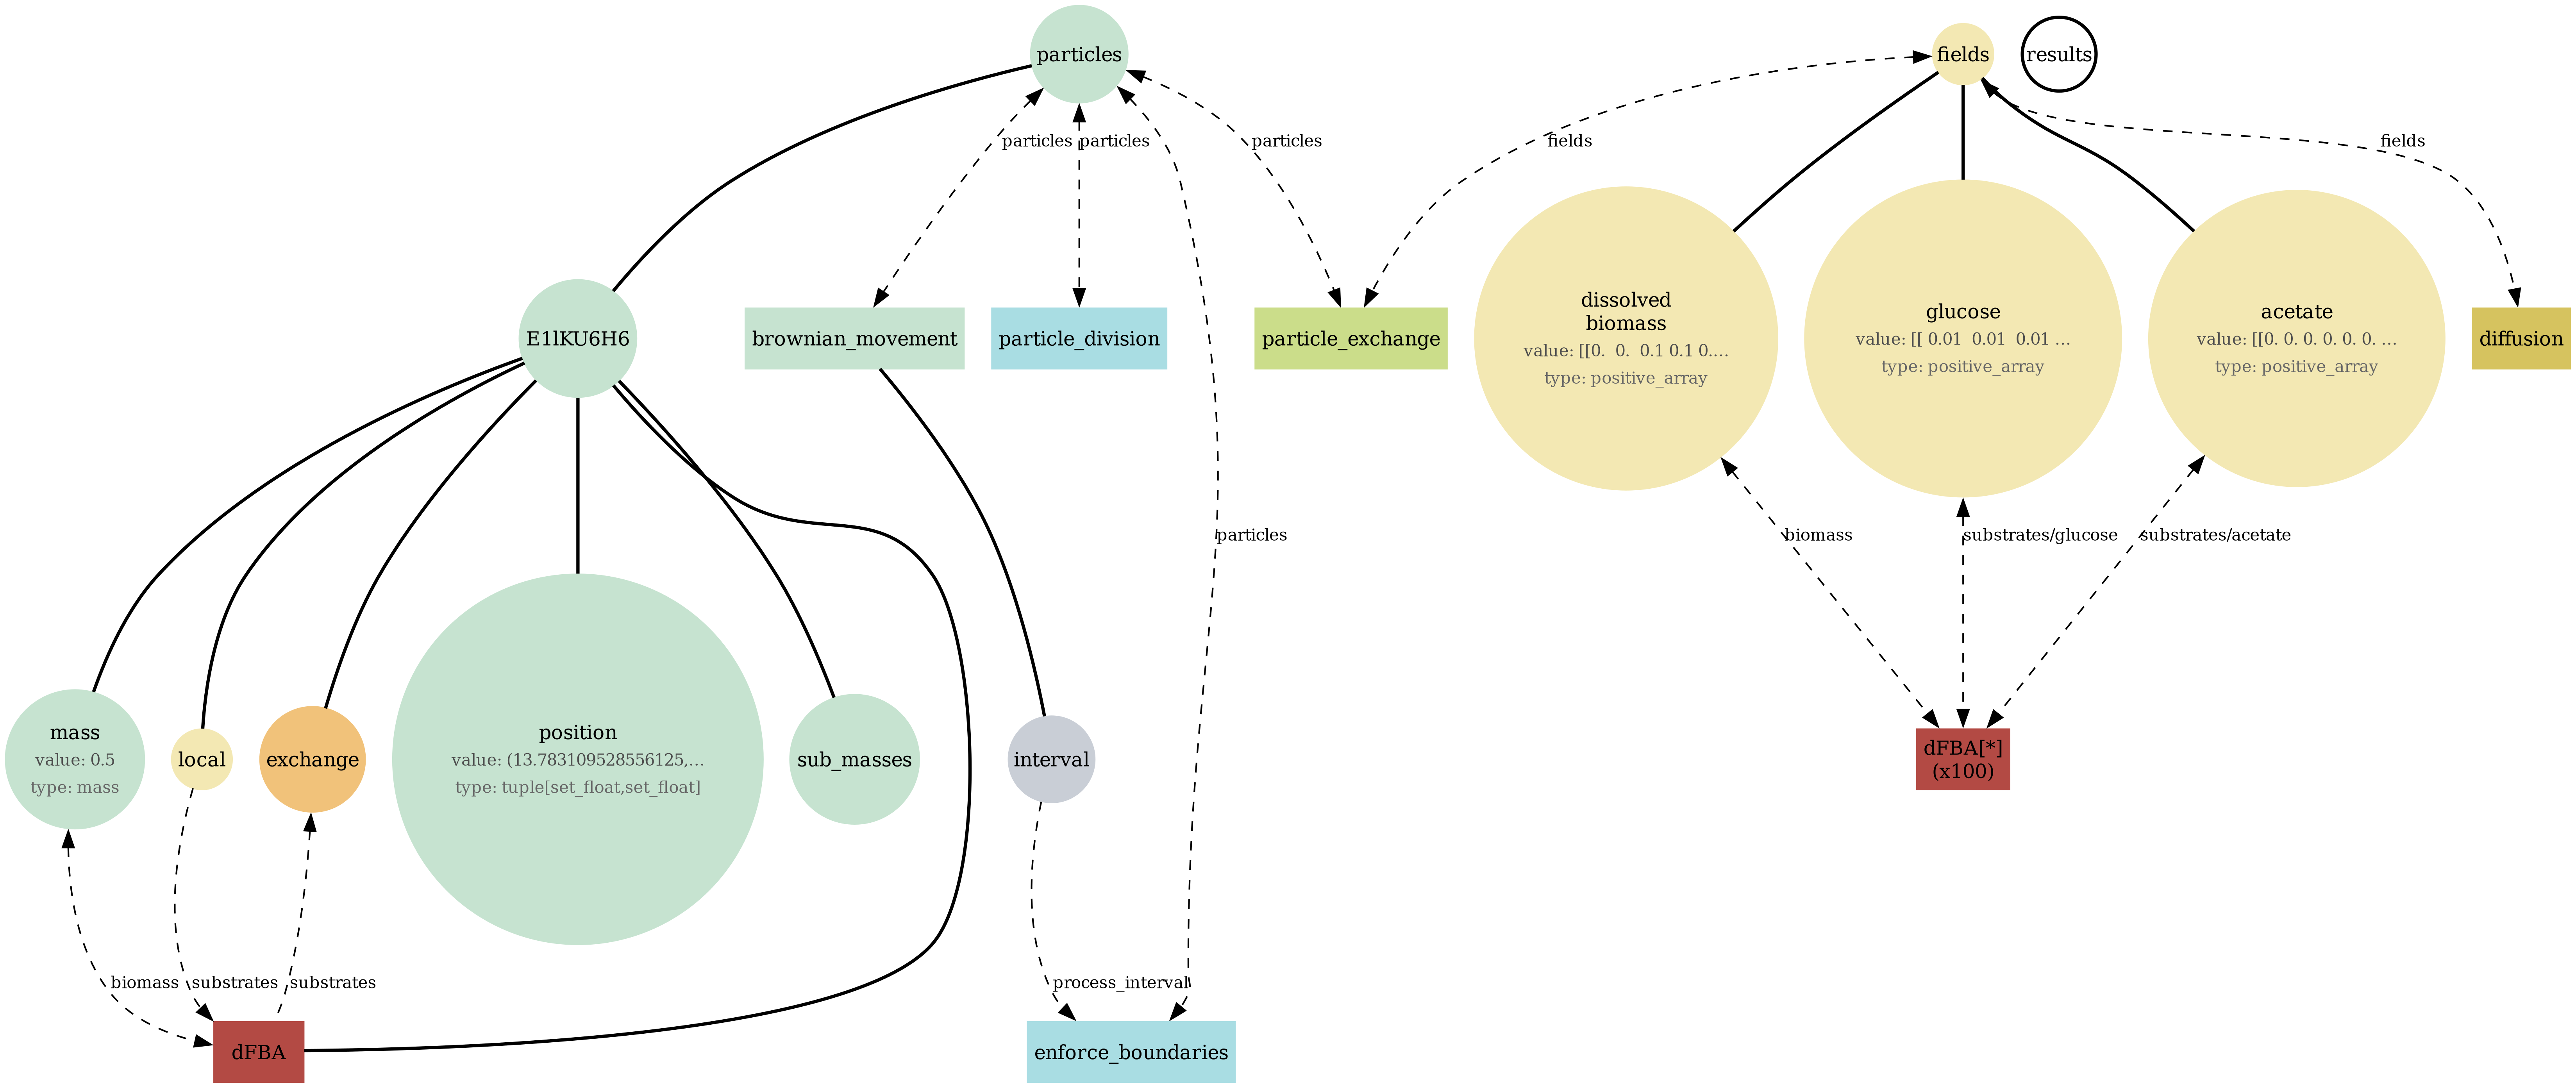 particles
fields
results
particles
particles
particles
fields
fields
E1lKU6H6
brownian_movement
particle_division
particle_exchange
dissolved
biomass
value: [[0.  0.  0.1 0.1 0.…
type: positive_array
glucose
value: [[ 0.01  0.01  0.01 …
type: positive_array
acetate
value: [[0. 0. 0. 0. 0. 0. …
type: positive_array
diffusion
particles
biomass
substrates/glucose
substrates/acetate
mass
value: 0.5
type: mass
local
exchange
position
value: (13.783109528556125,…
type: tuple[set_float,set_float]
sub_masses
interval
dFBA[*]
(x100)
biomass
substrates
substrates
process_interval
dFBA
enforce_boundaries